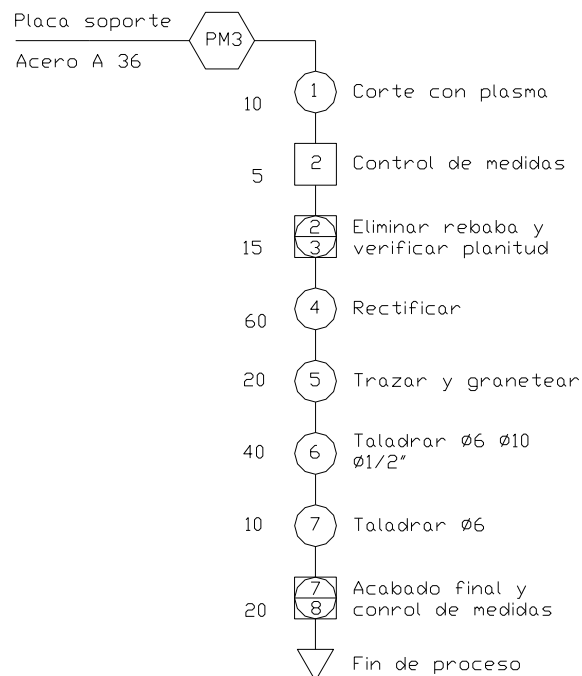 Placa soporte
PM3
Acero A 36
10
1
Corte con plasma
5
2
Control de medidas
15
2
3
Eliminar rebaba y
verificar planitud
60
4
Rectificar
20
5
Trazar y granetear
40
6
Taladrar Ø6 Ø10
Ø1/2"
10
7
Taladrar Ø6
20
7
8
Acabado final y
conrol de medidas
Fin de proceso